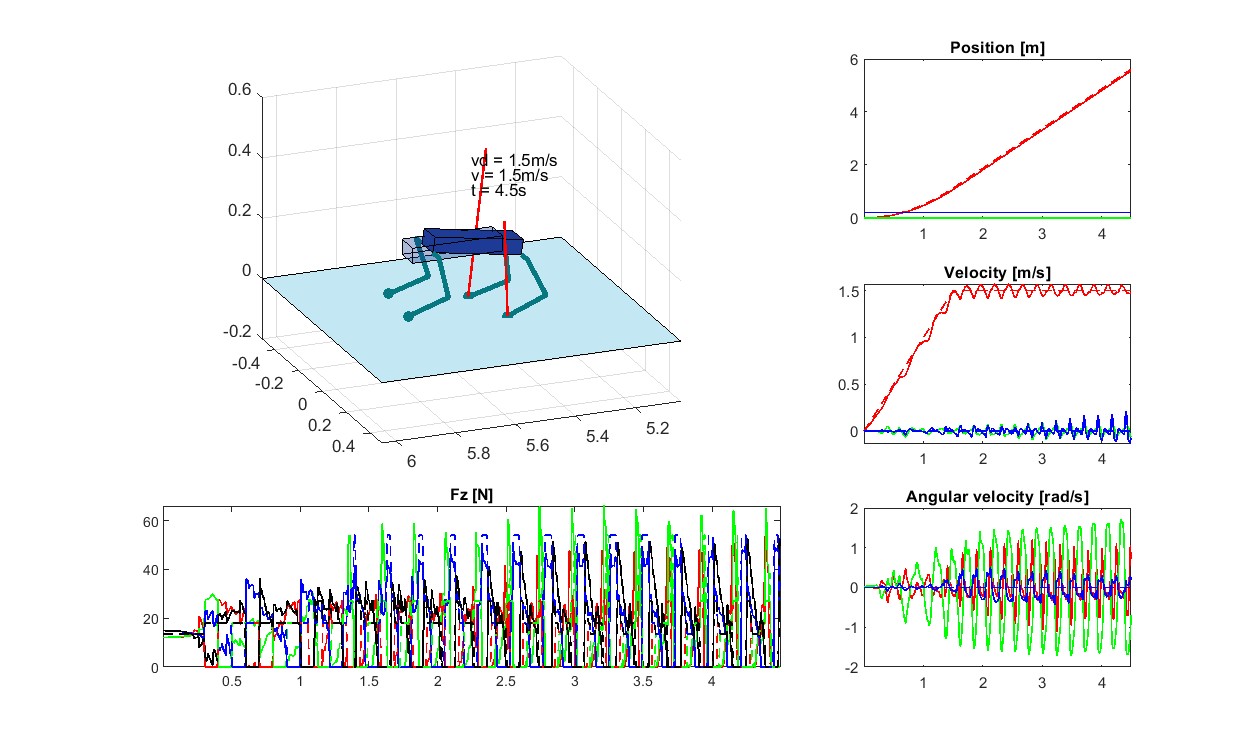 0.6
0.4
0.2
0
-0.2
-0.4
-0.2
0
0.2
0.4
6
5.8
5.6
5.4
5.2
vd = 1.5m/s
v = 1.5m/s
t = 4.5s
Position [m]
6
4
2
0
1 2 3 4
Velocity [m/s]
1.5
1
0.5
0
1 2 3 4
Fz [N]
60
40
20
0
0.5 1 1.5 2 2.5 3 3.5 4
Angular velocity [rad/s]
2
1
0
-1
-2
1 2 3 4